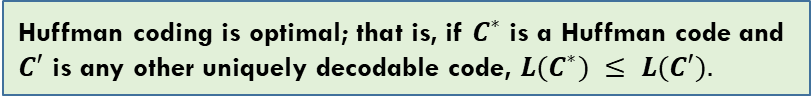 Huffman coding is optimal; that is, if C* is a Huffman code and
C′ is any other uniquely decodable code, L(C*) ≤ L(C′).